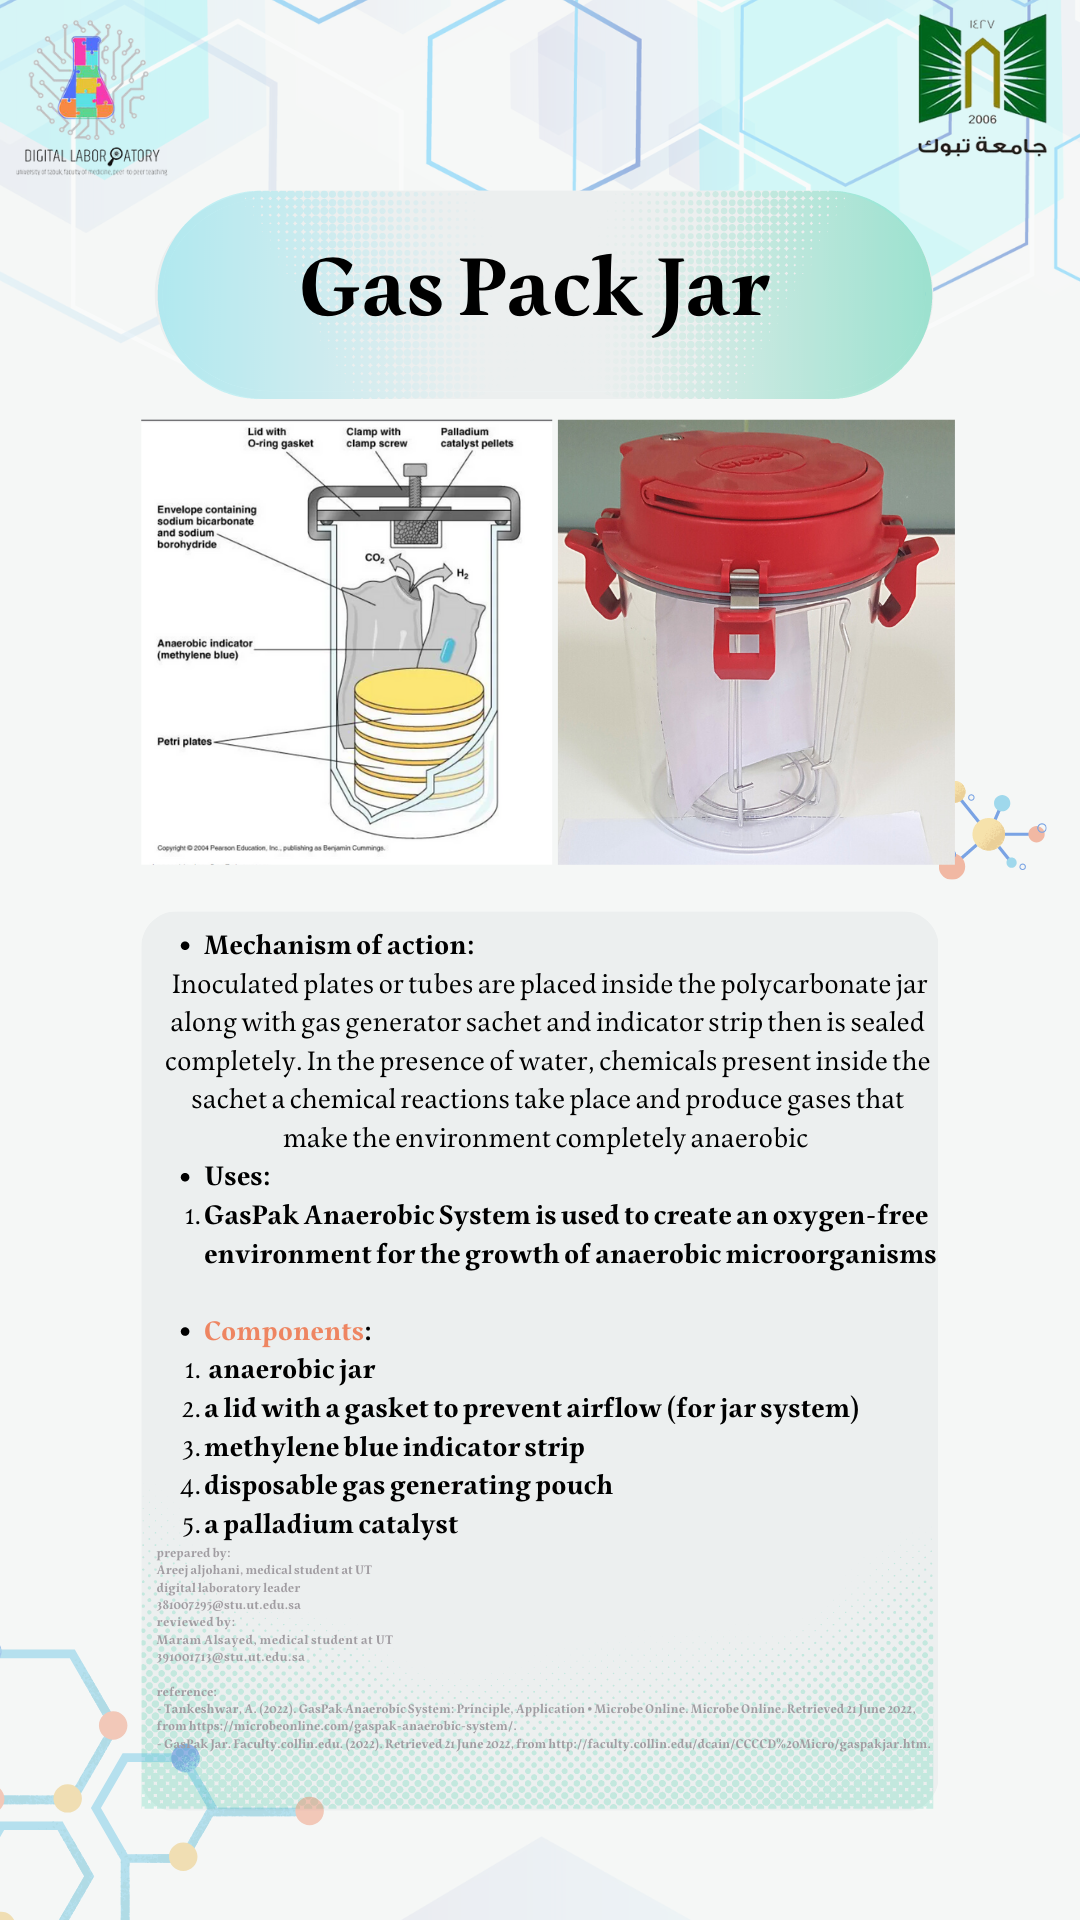 ١٤٢٧
2006
جامعة تبوك
DIGITAL LABORATORY
university of tabuk, faculty of medicine, peer to peer teaching
Gas Pack Jar
Lid with
O-ring gasket
Clamp with
clamp screw
Palladium
catalyst pellets
Envelope containing
sodium bicarbonate
and sodium
borohydride
CO₂
H₂
Anaerobic indicator
(methylene blue)
Petri plates
Copyright © 2004 Pearson Education, Inc., publishing as Benjamin Cummings.
• Mechanism of action:
Inoculated plates or tubes are placed inside the polycarbonate jar
along with gas generator sachet and indicator strip then is sealed
completely. In the presence of water, chemicals present inside the
sachet a chemical reactions take place and produce gases that
make the environment completely anaerobic
• Uses:
1. GasPak Anaerobic System is used to create an oxygen-free
environment for the growth of anaerobic microorganisms
• Components:
1. anaerobic jar
2. a lid with a gasket to prevent airflow (for jar system)
3. methylene blue indicator strip
4. disposable gas generating pouch
5. a palladium catalyst
prepared by:
Areej aljohani, medical student at UT
digital laboratory leader
381007295@stu.ut.edu.sa
reviewed by:
Maram Alsayed, medical student at UT
391001713@stu.ut.edu.sa
reference:
- Tankeshwar, A. (2022). GasPak Anaerobic System: Principle, Application • Microbe Online. Microbe Online. Retrieved 21 June 2022,
from https://microbeonline.com/gaspak-anaerobic-system/.
- GasPak Jar. Faculty.collin.edu. (2022). Retrieved 21 June 2022, from http://faculty.collin.edu/dcain/CCCCD%20Micro/gaspakjar.htm.